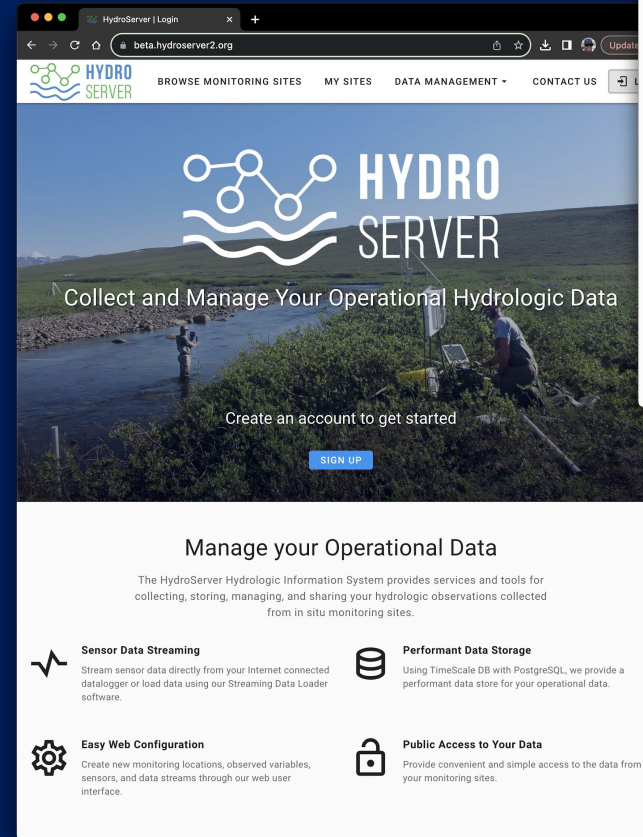 HydroServer | Login
beta.hydroserver2.org
Update
HYDRO
SERVER
BROWSE MONITORING SITES
MY SITES
DATA MANAGEMENT
CONTACT US
HYDRO
SERVER
Collect and Manage Your Operational Hydrologic Data
Create an account to get started
SIGN UP
Manage your Operational Data
The HydroServer Hydrologic Information System provides services and tools for
collecting, storing, managing, and sharing your hydrologic observations collected
from in situ monitoring sites.
Sensor Data Streaming
Stream sensor data directly from your Internet connected
datalogger or load data using our Streaming Data Loader
software.
Performant Data Storage
Using TimeScale DB with PostgreSQL, we provide a
performant data store for your operational data.
Easy Web Configuration
Create new monitoring locations, observed variables,
sensors, and data streams through our web user
interface.
Public Access to Your Data
Provide convenient and simple access to the data from
your monitoring sites.